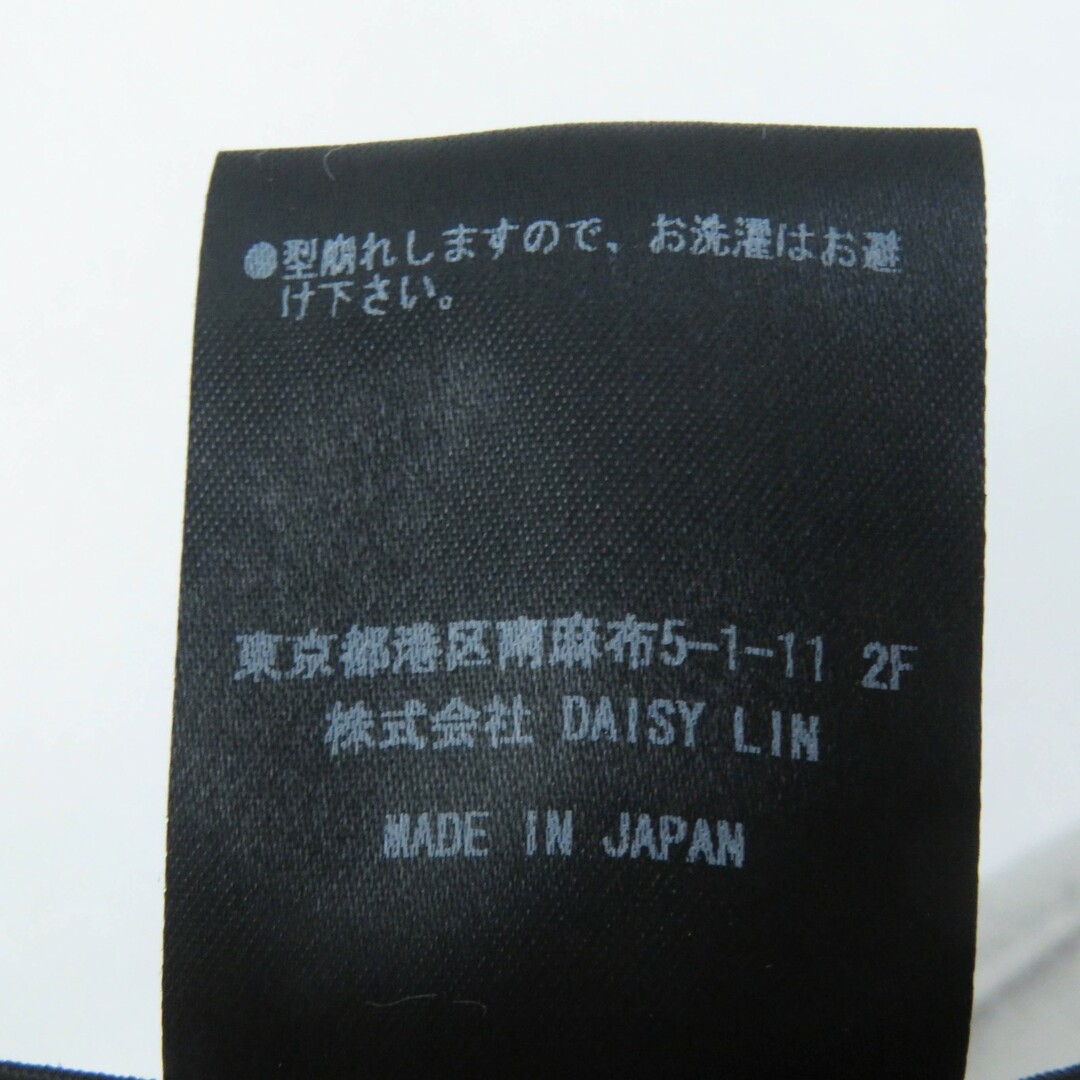 ●型崩れしますので、お洗濯はお避
け下さい。
東京都港区南麻布5-1-11 2F
株式会社 DAISY LIN
MADE IN JAPAN